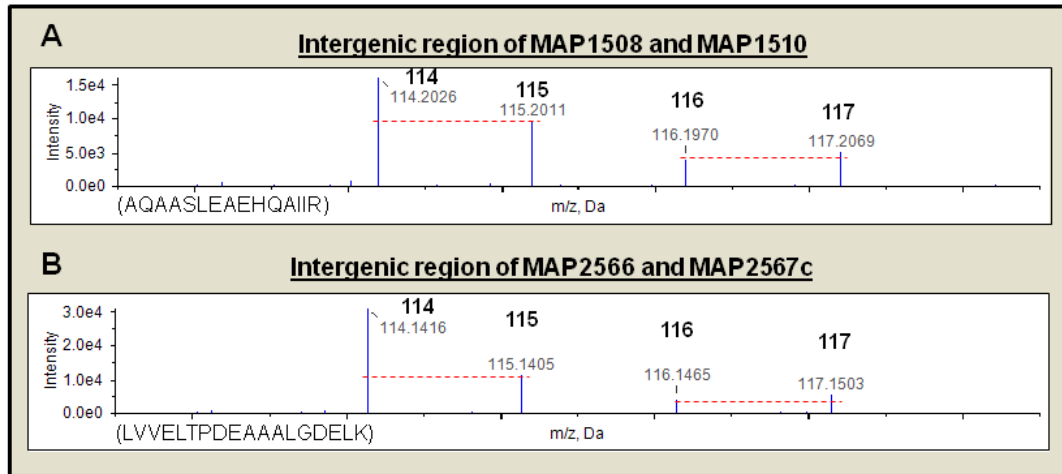 A
Intergenic region of MAP1508 and MAP1510
Intensity
1.5e4
1.0e4
5.0e3
0.0e0
114
114.2026
115
115.2011
116
116.1970
117
117.2069
(AQAASLEAEHQAIIR)
m/z, Da
B
Intergenic region of MAP2566 and MAP2567c
Intensity
3.0e4
2.0e4
1.0e4
0.0e0
114
114.1416
115
115.1405
116
116.1465
117
117.1503
(LVVELTPDEAAALGDELK)
m/z, Da